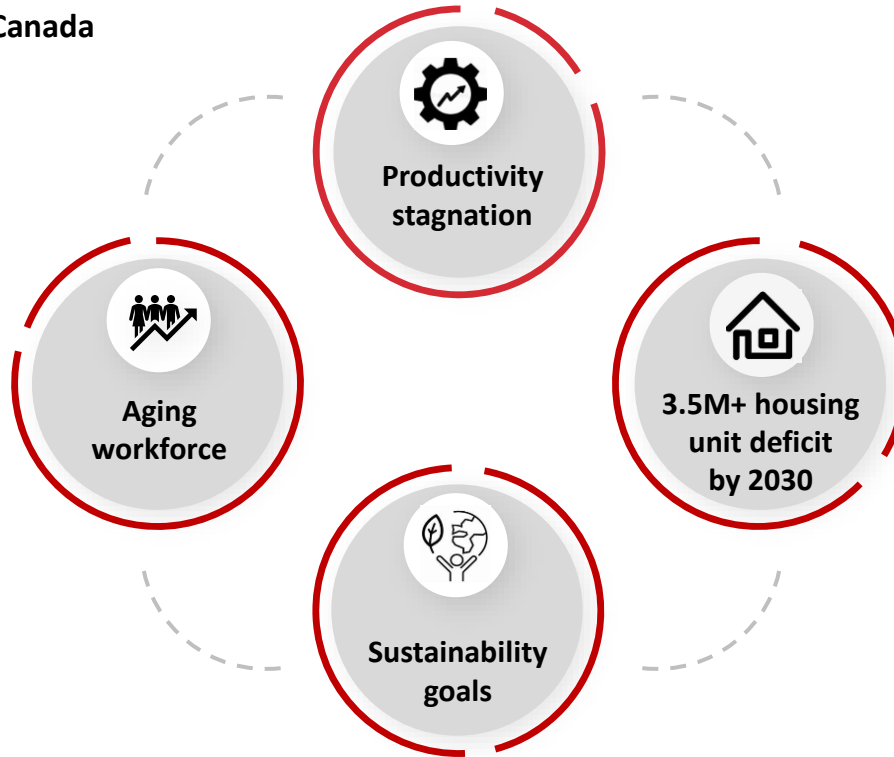 Canada
Productivity
stagnation
Aging
workforce
3.5M+ housing
unit deficit
by 2030
Sustainability
goals